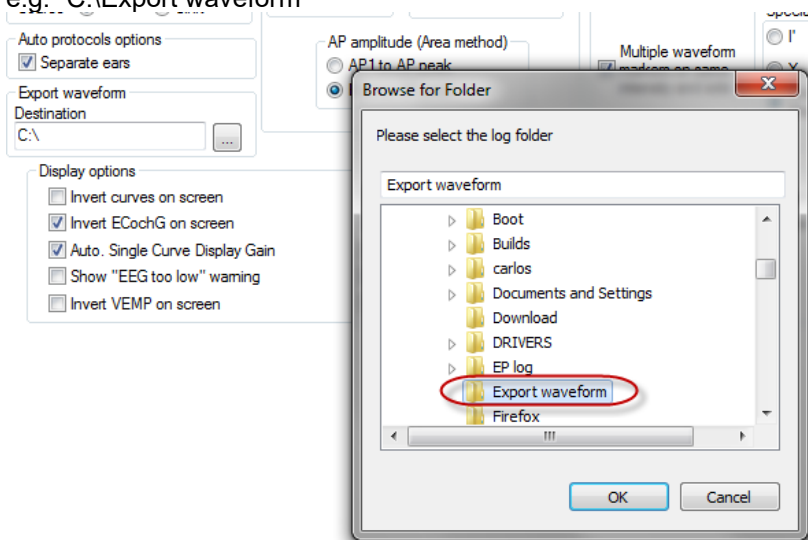 e.g. "C:\Export waveform"
Auto protocols options
Separate ears
Export waveform
Destination
C:\
...
AP amplitude (Area method)
AP1 to AP peak
Multiple waveform
Display options
Invert curves on screen
Invert ECochG on screen
Auto. Single Curve Display Gain
Show "EEG too low" warning
Invert VEMP on screen
Browse for Folder
Please select the log folder
Export waveform
Boot
Builds
carlos
Documents and Settings
Download
DRIVERS
EP log
Export waveform
Firefox
OK
Cancel